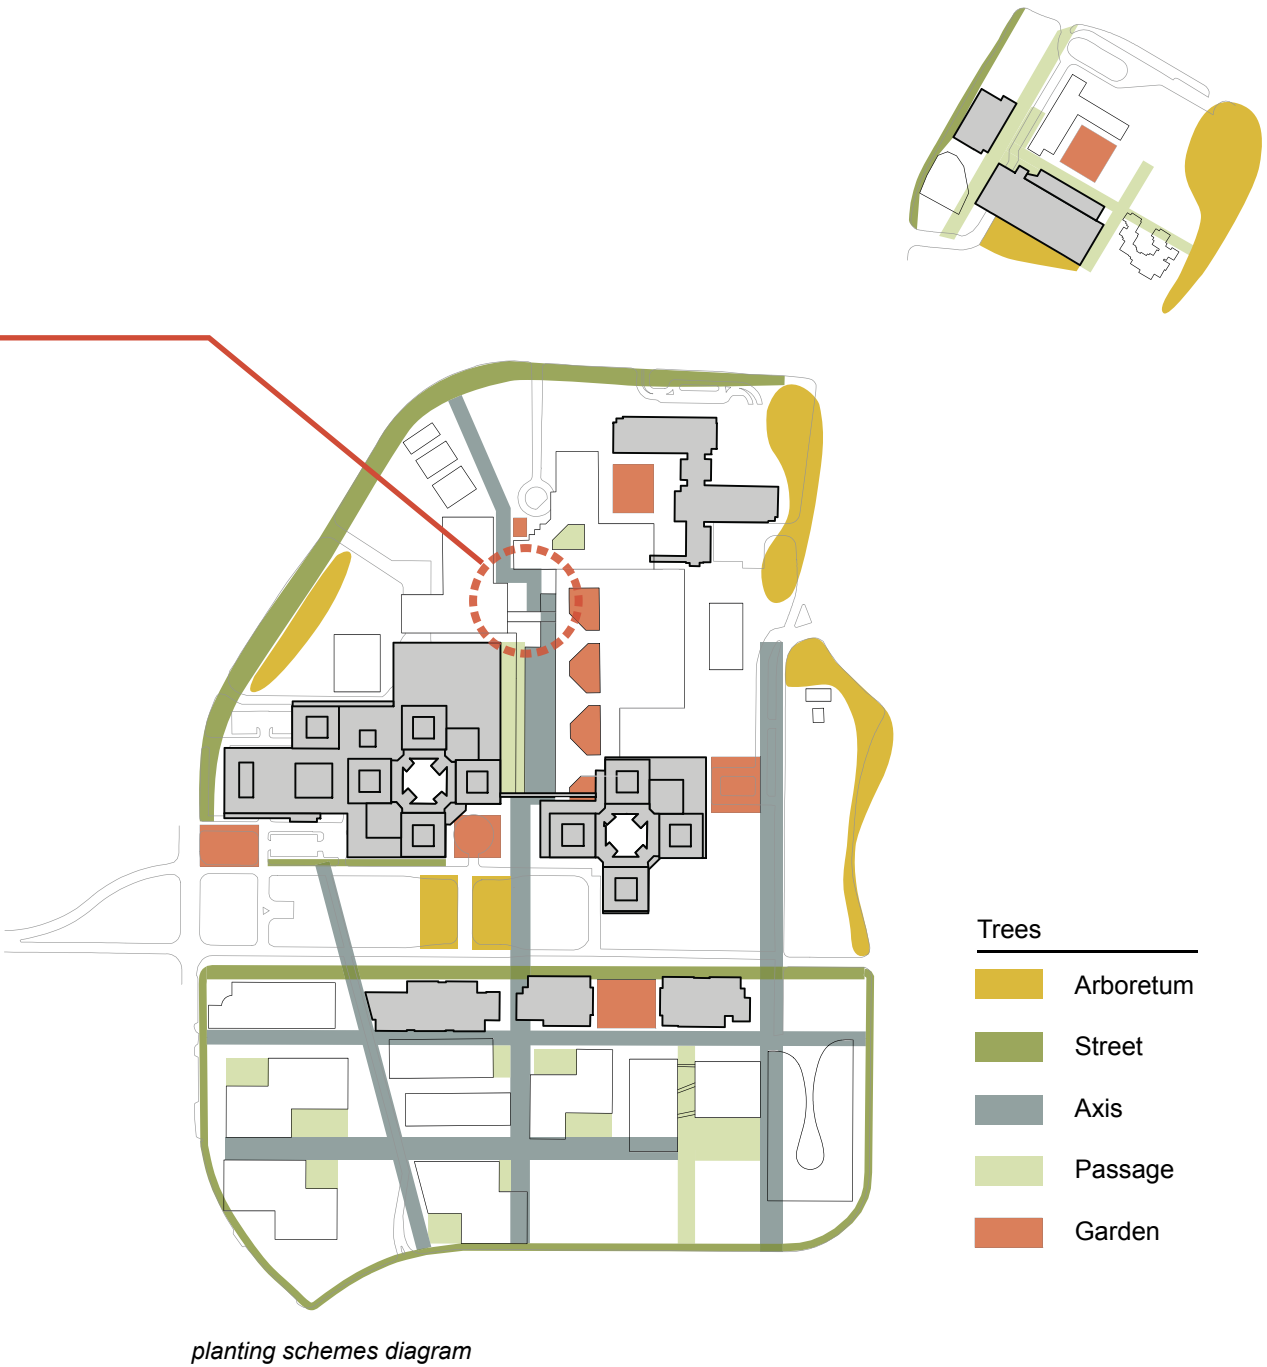 Trees
Arboretum
Street
Axis
Passage
Garden
planting schemes diagram